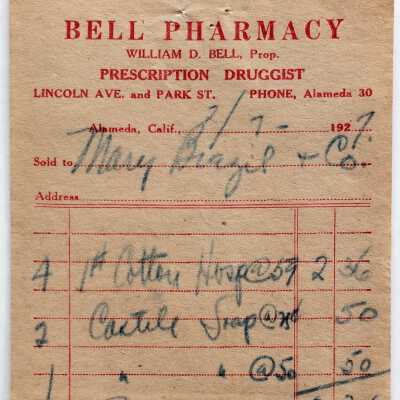 BELL PHARMACY
WILLIAM D. BELL, Prop.
PRESCRIPTION DRUGGIST
LINCOLN AVE. and PARK ST. PHONE, Alameda 30
Alameda, Calif., 2/7- 1927
Sold to Mary Brazil & Co.
Address
4 1# Cotton Hosp @ 59 2 36
2 Castile Soap @ 50
1 " " @ 50 50